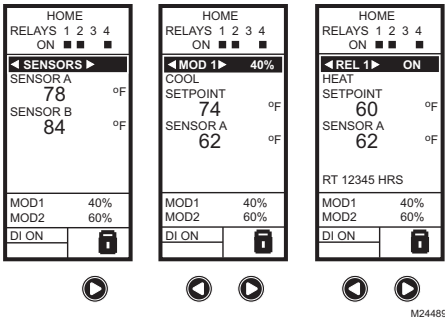 HOME
RELAYS 1 2 3 4
ON
SENSORS
SENSOR A
78 ºF
SENSOR B
84 ºF
MOD1 40%
MOD2 60%
DI ON
HOME
RELAYS 1 2 3 4
ON
MOD 1 40%
COOL
SETPOINT
74 ºF
SENSOR A
62 ºF
MOD1 40%
MOD2 60%
DI ON
HOME
RELAYS 1 2 3 4
ON
REL 1 ON
HEAT
SETPOINT
60 ºF
SENSOR A
62 ºF
RT 12345 HRS
MOD1 40%
MOD2 60%
DI ON
M24489